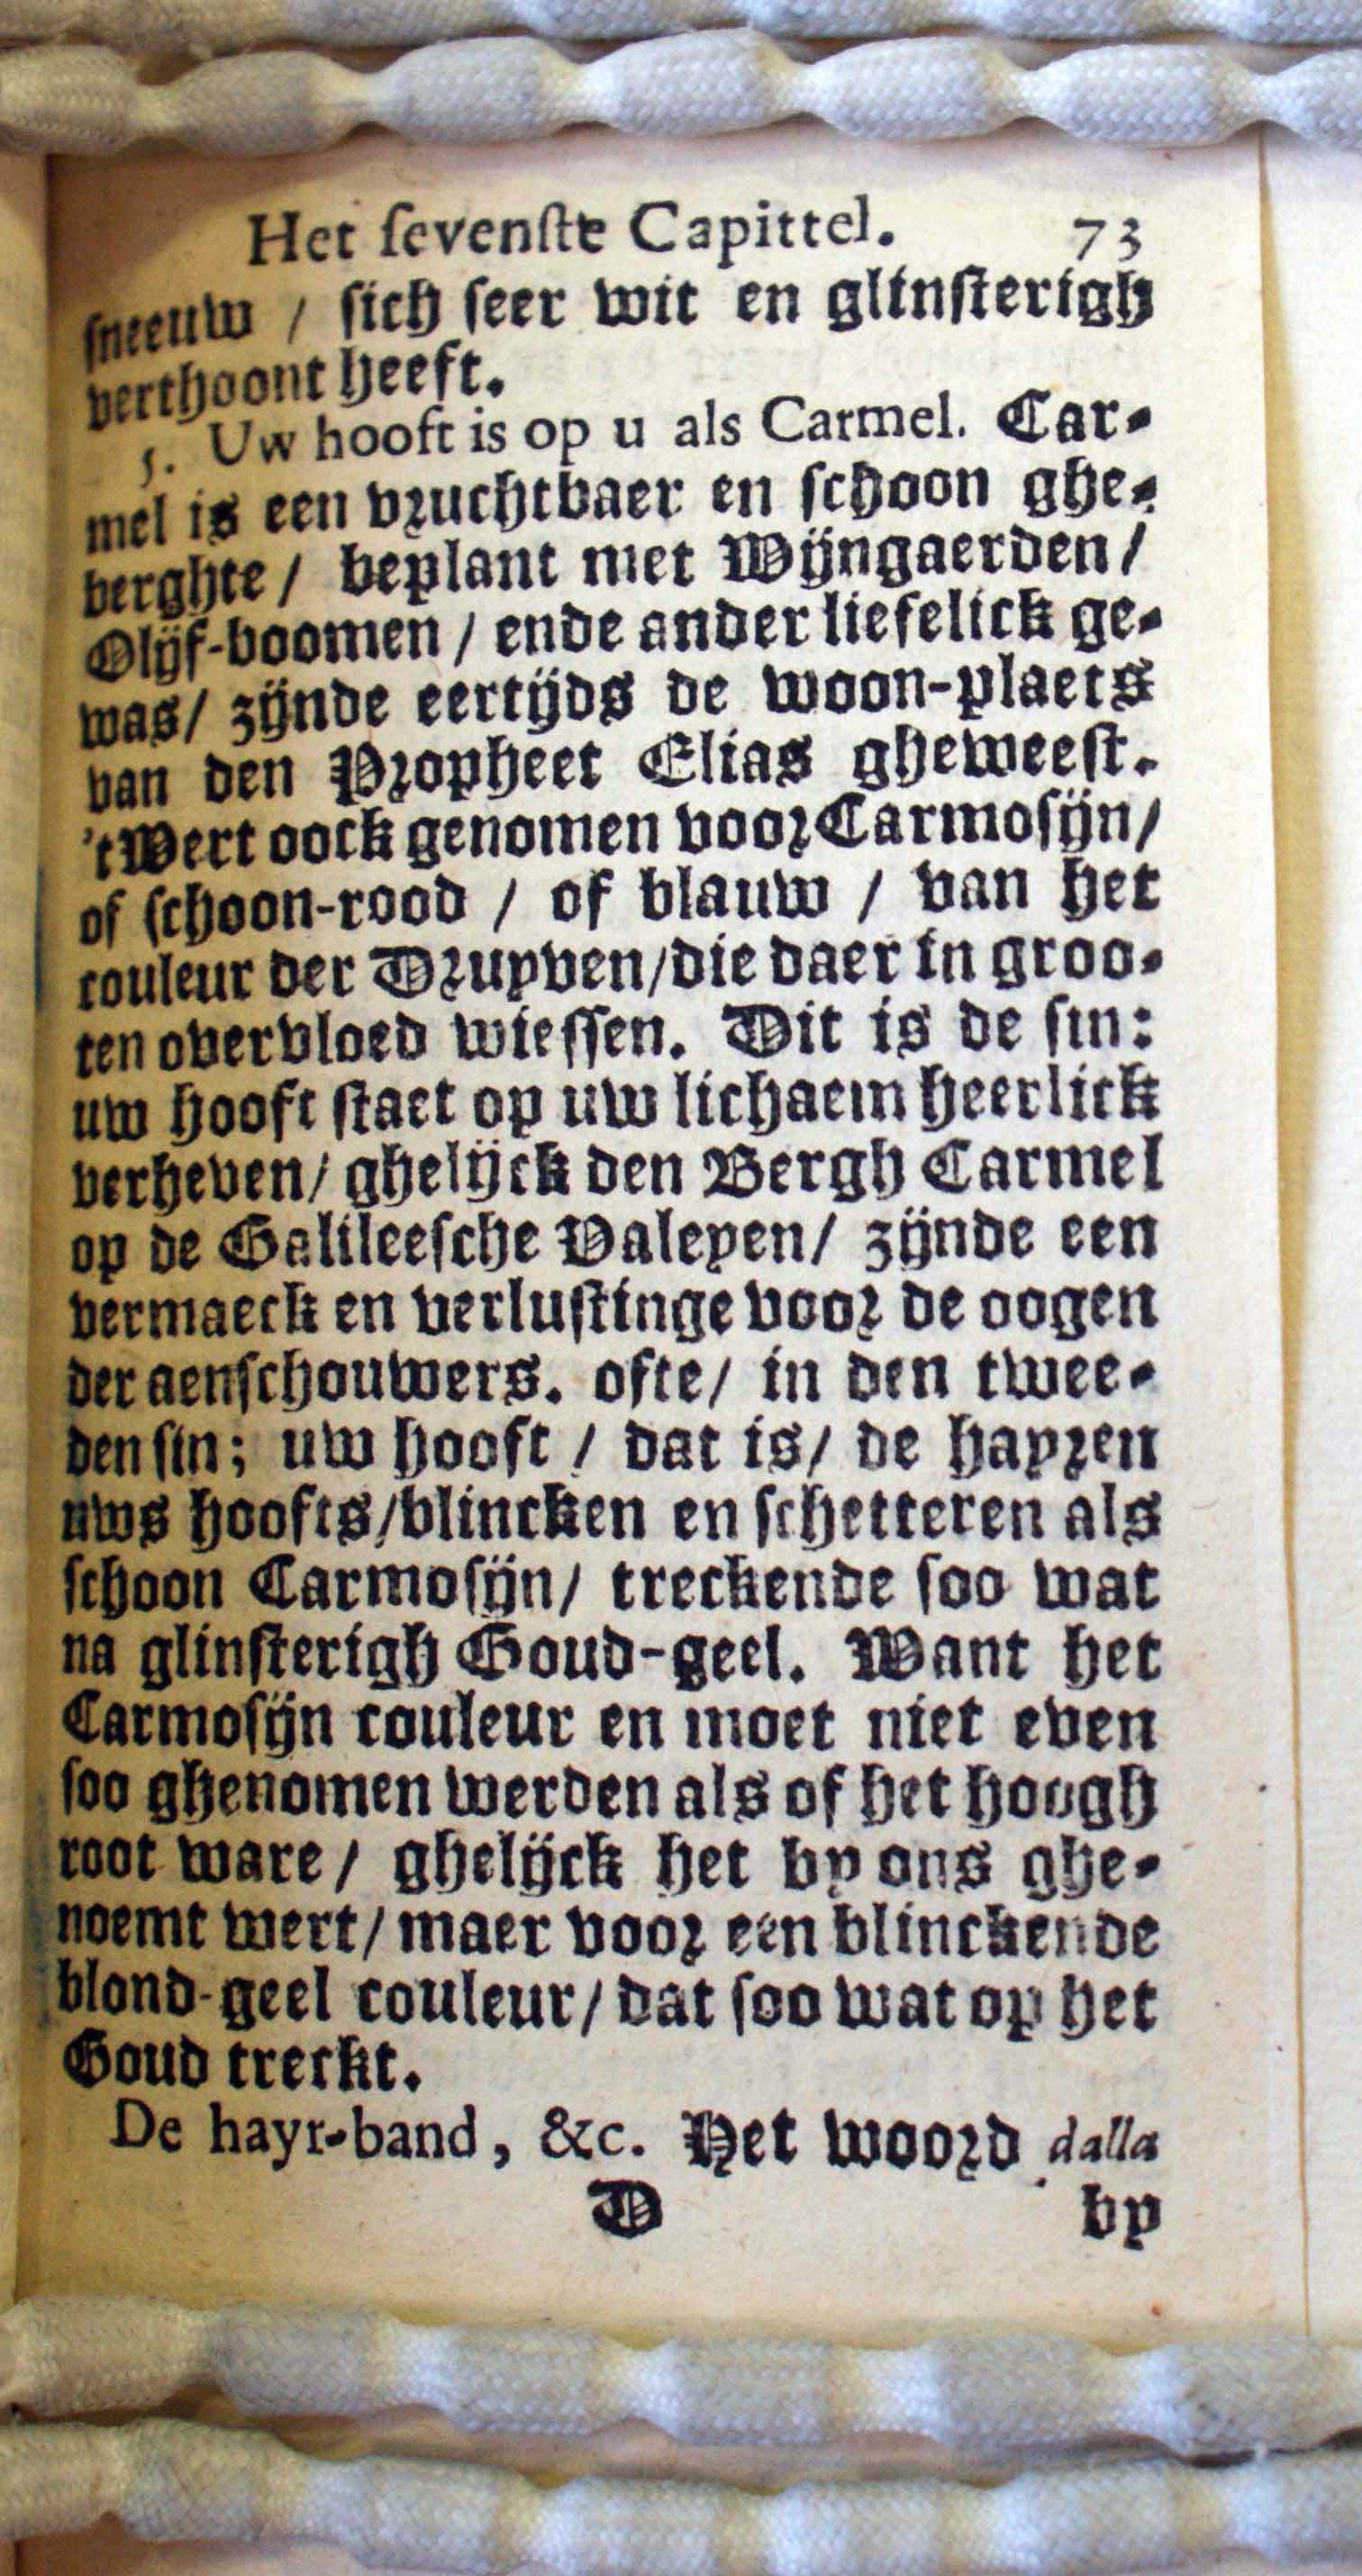 Het ſevenſte Capittel. 73
ſneeuw / ſich ſeer wit en glinſterigh
verthoont heeft.
5. Uw hooft is op u als Carmel. Car-
mel is een vruchtbaer en ſchoon ghe-
berghte / beplant met Wijngaerden /
Olijf-boomen / ende ander liefelick ge-
was / zijnde eertijds de woon-plaets
van den Propheet Elias gheweeſt.
't Wert oock genomen voor Carmoſijn /
of ſchoon-rood / of blauw / van het
couleur der Druyven / die daer in groo-
ten overvloed wieſſen. Dit is de ſin:
uw hooft ſtaet op uw lichaem heerlick
verheven / ghelijck den Bergh Carmel
op de Galileeſche Valeyen / zijnde een
vermaeck en verluſtinge voor de oogen
der aenſchouwers. ofte / in den twee-
den ſin; uw hooft / dat is / de hayren
uws hoofts / blincken en ſchetteren als
ſchoon Carmoſijn / treckende ſoo wat
na glinſterigh Goud-geel. Want het
Carmoſijn couleur en moet niet even
ſoo ghenomen werden als of het hoogh
root ware / ghelijck het by ons ghe-
noemt wert / maer voor een blinckende
blond-geel couleur / dat ſoo wat op het
Goud treckt.
De hayr-band, &c. Het woord dalla
D by